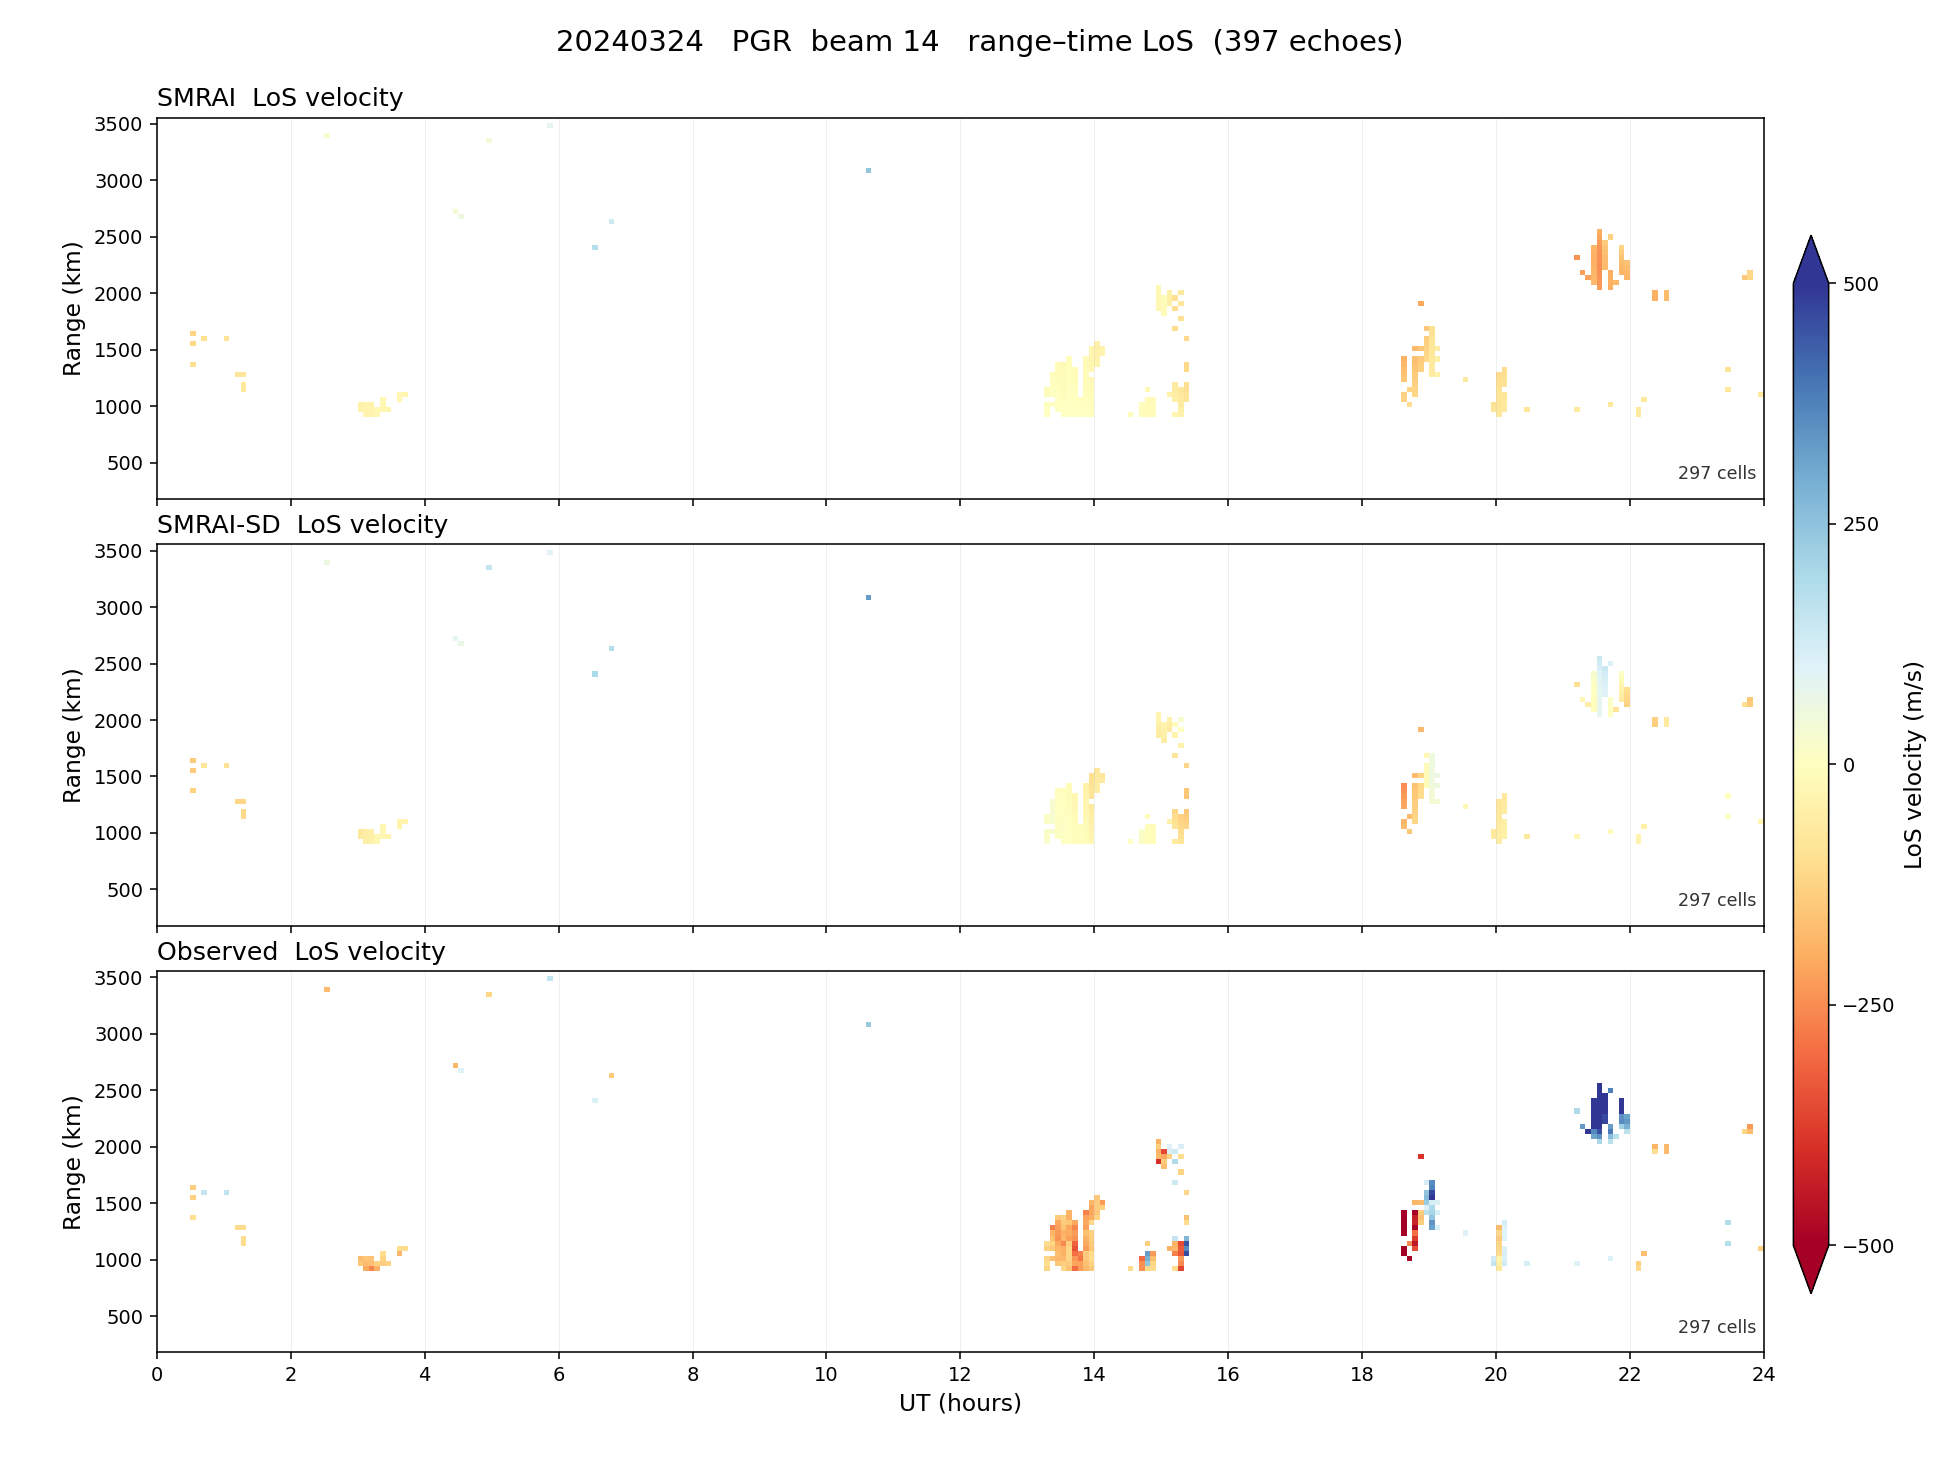 20240324   PGR  beam 14   range–time LoS  (397 echoes)
SMRAI  LoS velocity
3500
3000
2500
2000
1500
1000
500
Range (km)
297 cells
SMRAI-SD  LoS velocity
3500
3000
2500
2000
1500
1000
500
Range (km)
297 cells
Observed  LoS velocity
3500
3000
2500
2000
1500
1000
500
Range (km)
297 cells
0 2 4 6 8 10 12 14 16 18 20 22 24
UT (hours)
500
250
0
−250
−500
LoS velocity (m/s)